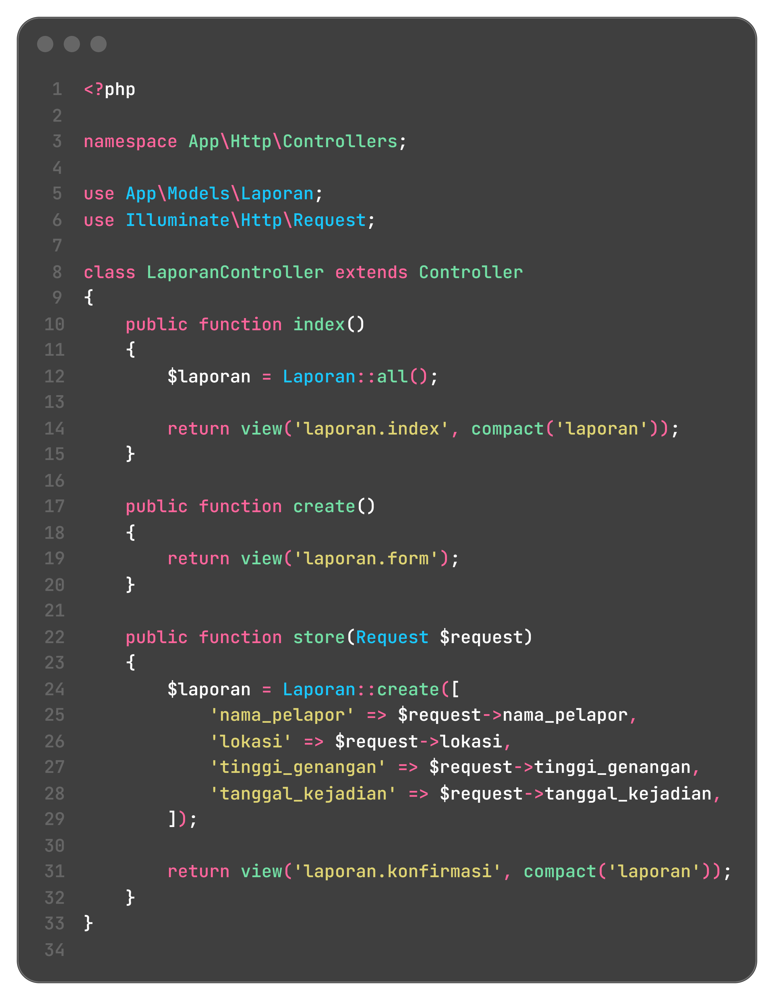 1 <?php
2
3 namespace App\Http\Controllers;
4
5 use App\Models\Laporan;
6 use Illuminate\Http\Request;
7
8 class LaporanController extends Controller
9 {
10     public function index()
11     {
12         $laporan = Laporan::all();
13
14         return view('laporan.index', compact('laporan'));
15     }
16
17     public function create()
18     {
19         return view('laporan.form');
20     }
21
22     public function store(Request $request)
23     {
24         $laporan = Laporan::create([
25             'nama_pelapor' => $request->nama_pelapor,
26             'lokasi' => $request->lokasi,
27             'tinggi_genangan' => $request->tinggi_genangan,
28             'tanggal_kejadian' => $request->tanggal_kejadian,
29         ]);
30
31         return view('laporan.konfirmasi', compact('laporan'));
32     }
33 }
34